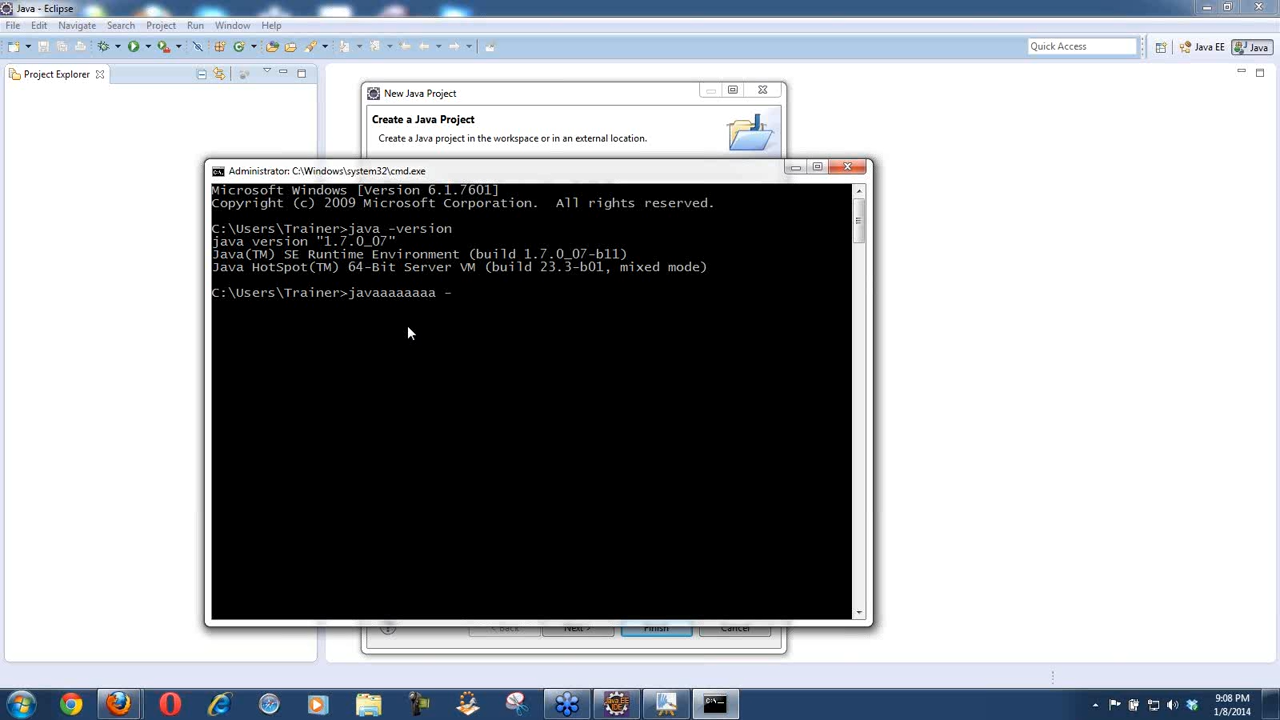 Java - Eclipse
File Edit Navigate Search Project Run Window Help
Quick Access
Java EE
Java
Project Explorer
New Java Project
Create a Java Project
Create a Java project in the workspace or in an external location.
Administrator: C:\Windows\system32\cmd.exe
Microsoft Windows [Version 6.1.7601]
Copyright (c) 2009 Microsoft Corporation.  All rights reserved.
C:\Users\Trainer>java -version
java version "1.7.0_07"
Java(TM) SE Runtime Environment (build 1.7.0_07-b11)
Java HotSpot(TM) 64-Bit Server VM (build 23.3-b01, mixed mode)
C:\Users\Trainer>javaaaaaaaa -
< Back Next > Finish Cancel
Java EE
IDE
9:08 PM
1/8/2014